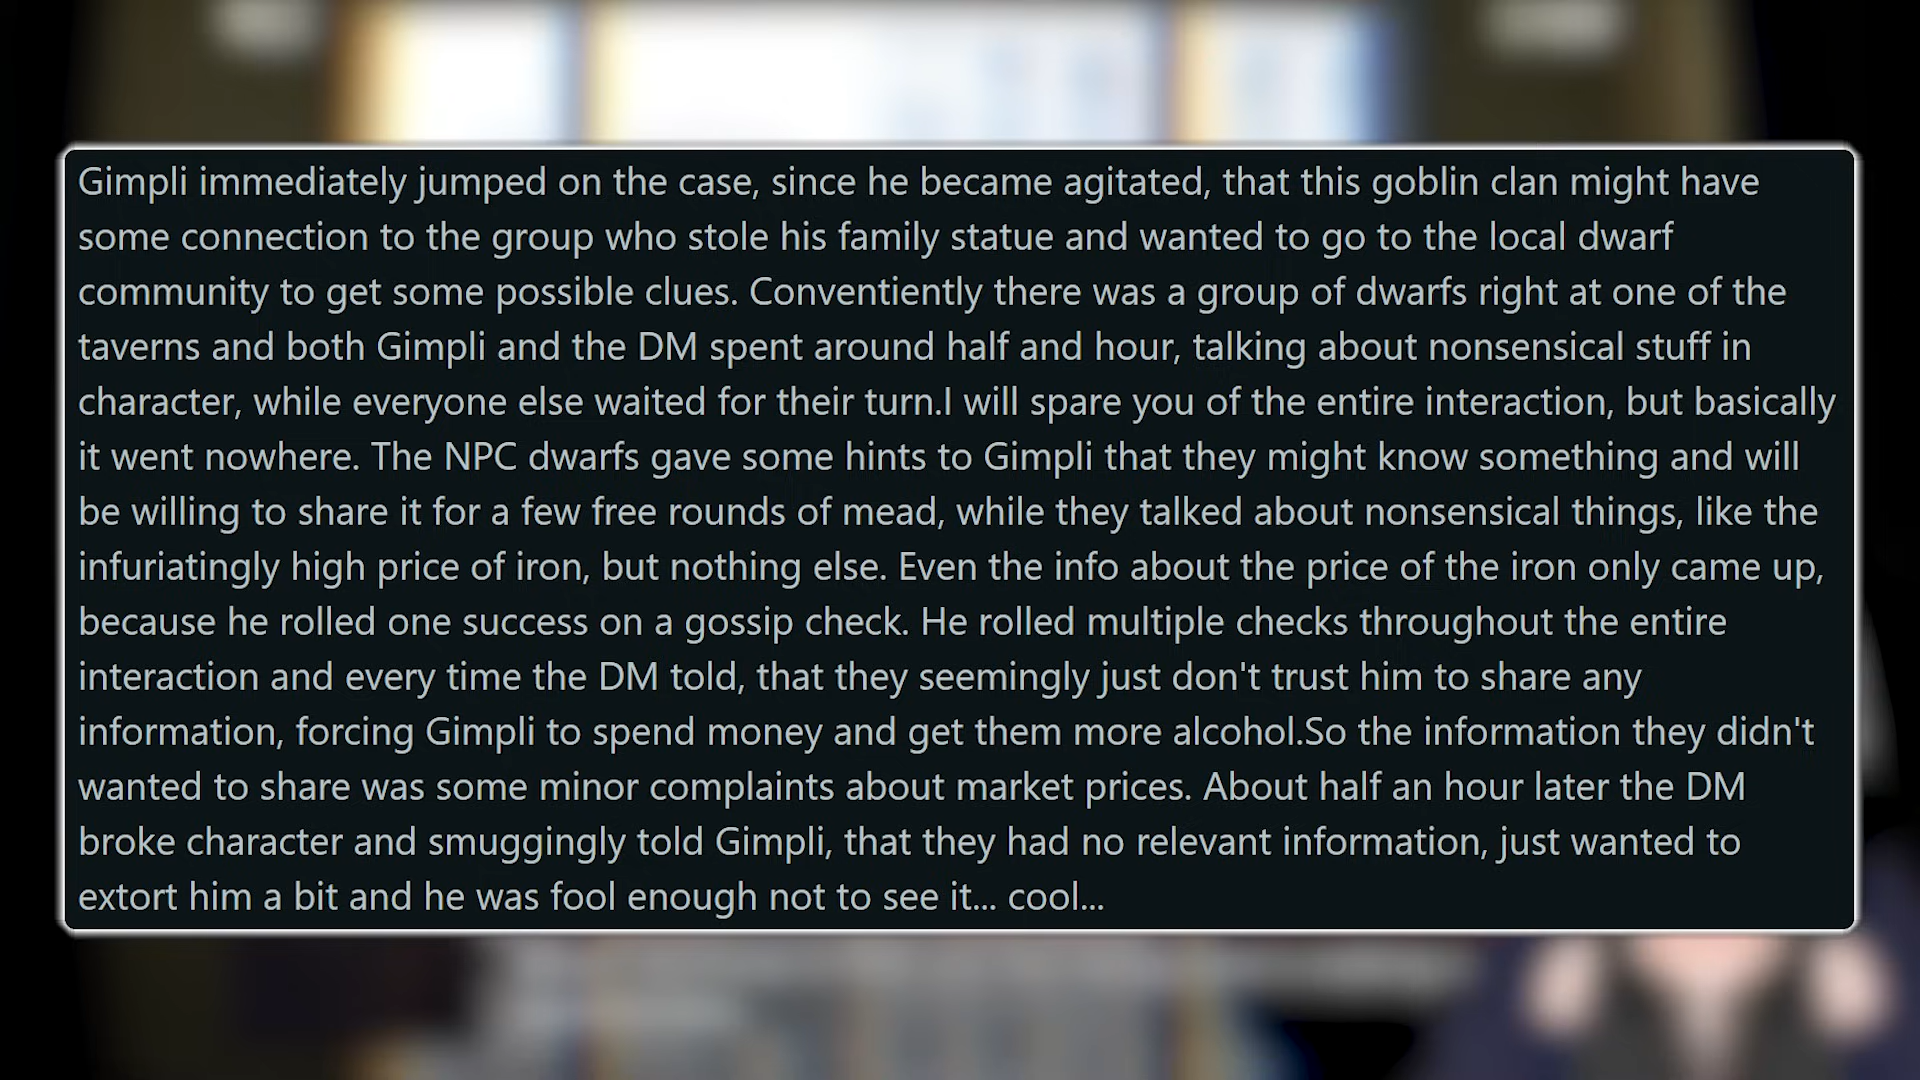 Gimpli immediately jumped on the case, since he became agitated, that this goblin clan might have
some connection to the group who stole his family statue and wanted to go to the local dwarf
community to get some possible clues. Conventiently there was a group of dwarfs right at one of the
taverns and both Gimpli and the DM spent around half and hour, talking about nonsensical stuff in
character, while everyone else waited for their turn.I will spare you of the entire interaction, but basically
it went nowhere. The NPC dwarfs gave some hints to Gimpli that they might know something and will
be willing to share it for a few free rounds of mead, while they talked about nonsensical things, like the
infuriatingly high price of iron, but nothing else. Even the info about the price of the iron only came up,
because he rolled one success on a gossip check. He rolled multiple checks throughout the entire
interaction and every time the DM told, that they seemingly just don't trust him to share any
information, forcing Gimpli to spend money and get them more alcohol.So the information they didn't
wanted to share was some minor complaints about market prices. About half an hour later the DM
broke character and smuggingly told Gimpli, that they had no relevant information, just wanted to
extort him a bit and he was fool enough not to see it... cool...